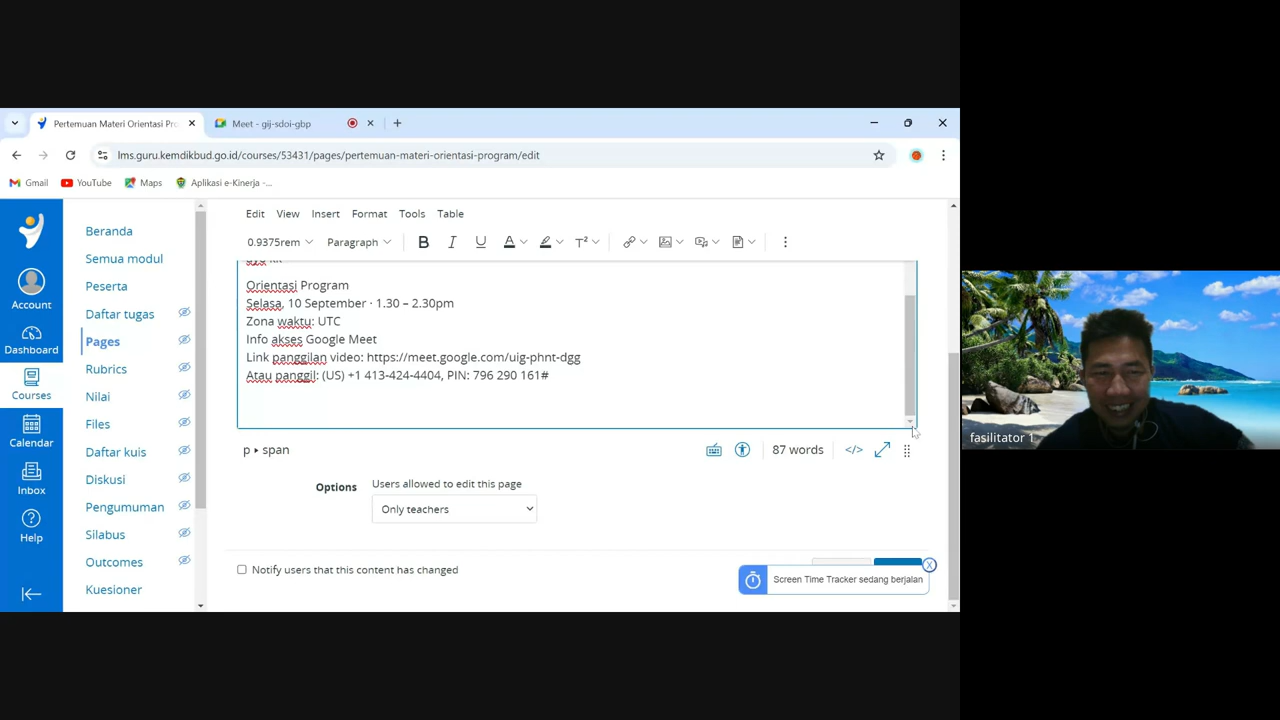 Pertemuan Materi Orientasi Pro
Meet - gij-sdoi-gbp
lms.guru.kemdikbud.go.id/courses/53431/pages/pertemuan-materi-orientasi-program/edit
Gmail
YouTube
Maps
Aplikasi e-Kinerja -...
Account
Dashboard
Courses
Calendar
Inbox
Help
Beranda
Semua modul
Peserta
Daftar tugas
Pages
Rubrics
Nilai
Files
Daftar kuis
Diskusi
Pengumuman
Silabus
Outcomes
Kuesioner
Edit View Insert Format Tools Table
0.9375rem Paragraph B I U A T²
Orientasi Program
Selasa, 10 September · 1.30 – 2.30pm
Zona waktu: UTC
Info akses Google Meet
Link panggilan video: https://meet.google.com/uig-phnt-dgg
Atau panggil: (US) +1 413-424-4404, PIN: 796 290 161#
p ▸ span
87 words
</>
Options
Users allowed to edit this page
Only teachers
Notify users that this content has changed
Screen Time Tracker sedang berjalan
X
fasilitator 1